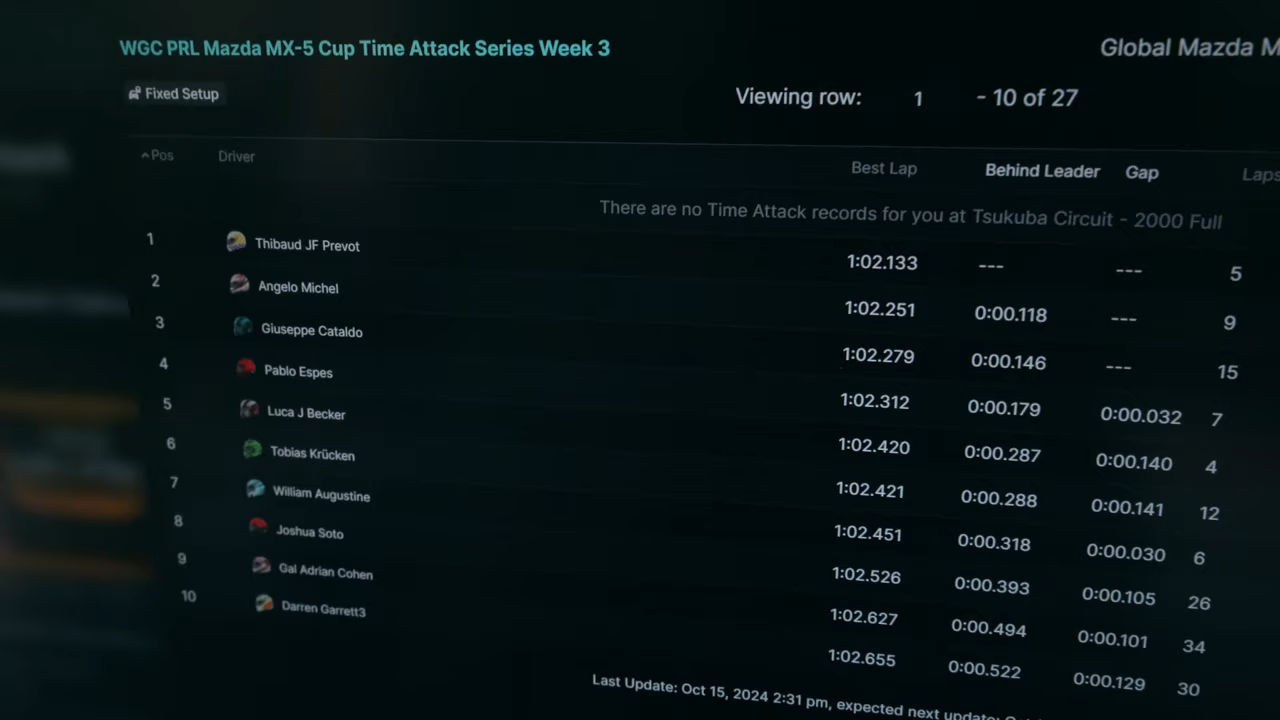 WGC PRL Mazda MX-5 Cup Time Attack Series Week 3
Global Mazda M
Fixed Setup
Viewing row: 1 - 10 of 27
Pos Driver Best Lap Behind Leader Gap Laps
There are no Time Attack records for you at Tsukuba Circuit - 2000 Full
1 Thibaud JF Prevot 1:02.133 --- --- 5
2 Angelo Michel 1:02.251 0:00.118 --- 9
3 Giuseppe Cataldo 1:02.279 0:00.146 --- 15
4 Pablo Espes 1:02.312 0:00.179 0:00.032 7
5 Luca J Becker 1:02.420 0:00.287 0:00.140 4
6 Tobias Krücken 1:02.421 0:00.288 0:00.141 12
7 William Augustine 1:02.451 0:00.318 0:00.030 6
8 Joshua Soto 1:02.526 0:00.393 0:00.105 26
9 Gal Adrian Cohen 1:02.627 0:00.494 0:00.101 34
10 Darren Garrett3 1:02.655 0:00.522 0:00.129 30
Last Update: Oct 15, 2024 2:31 pm, expected next update: